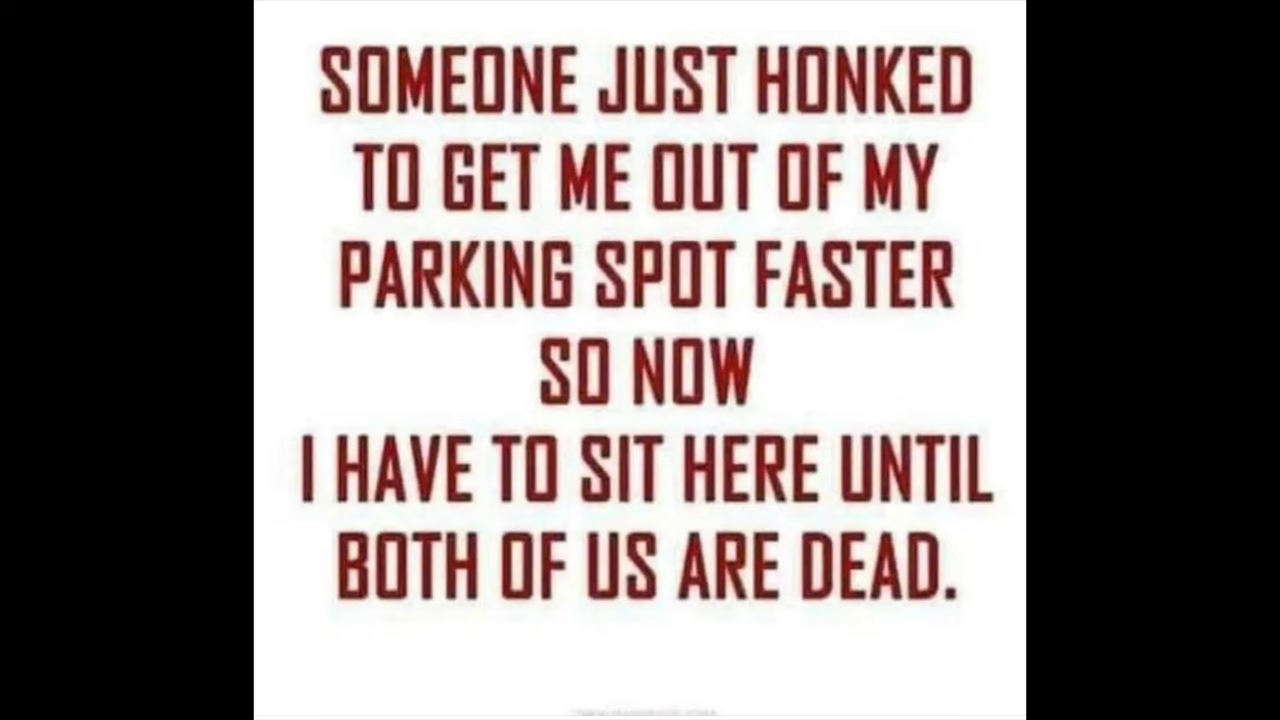 SOMEONE JUST HONKED
TO GET ME OUT OF MY
PARKING SPOT FASTER
SO NOW
I HAVE TO SIT HERE UNTIL
BOTH OF US ARE DEAD.